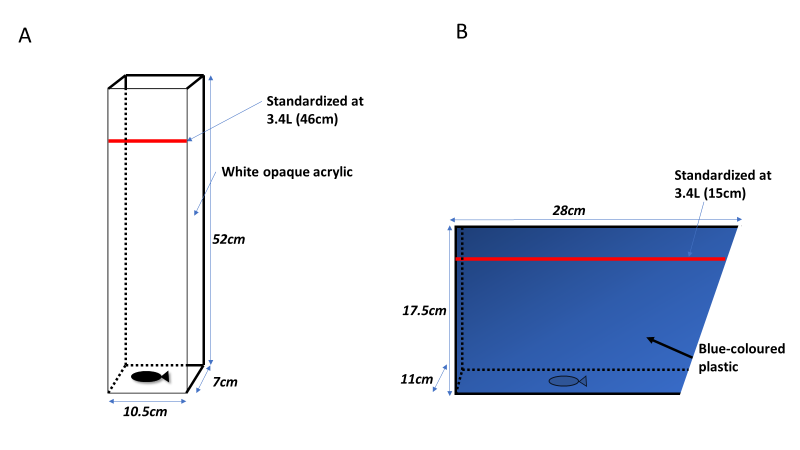 A
Standardized at
3.4L (46cm)
White opaque acrylic
52cm
7cm
10.5cm
B
Standardized at
3.4L (15cm)
28cm
17.5cm
Blue-coloured
plastic
11cm